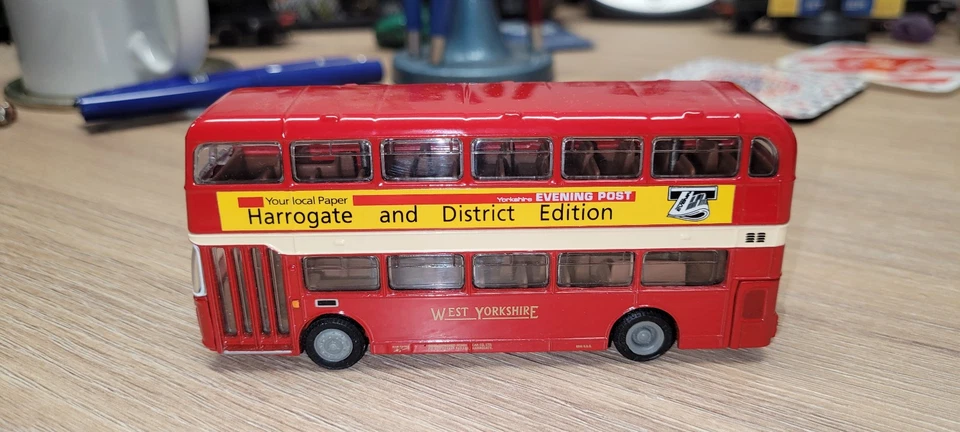 Your local Paper
Yorkshire EVENING POST
Harrogate and District Edition
WEST YORKSHIRE